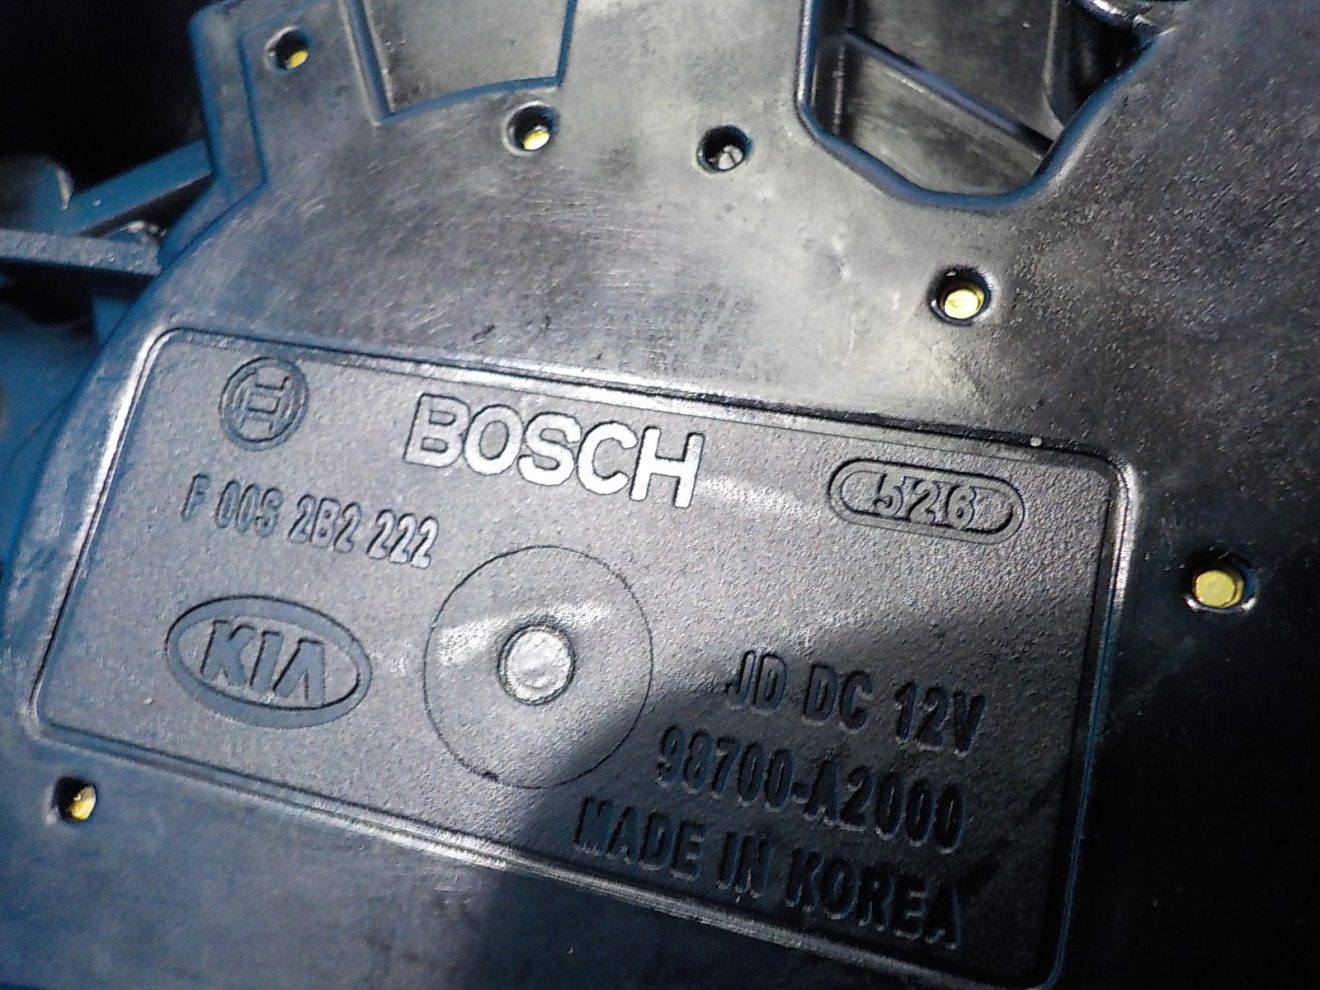 BOSCH
526
F 00S 2B2 222
KIA
JD DC 12V
98700-A2000
MADE IN KOREA